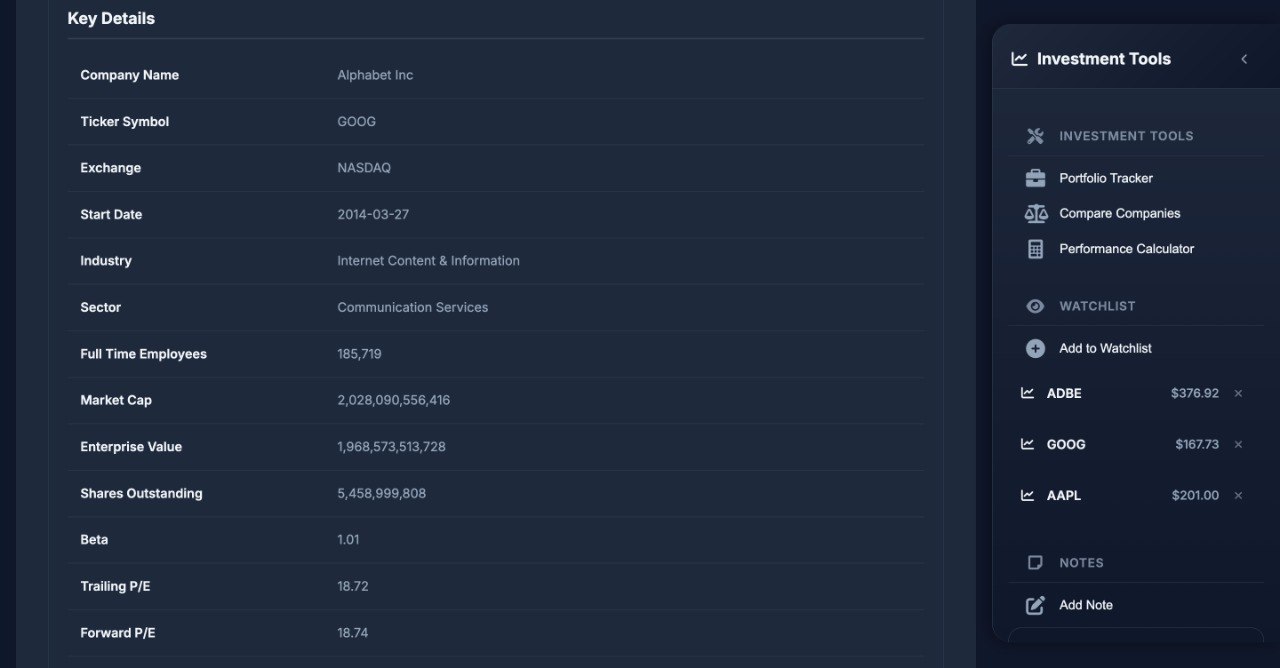 Key Details
Company Name Alphabet Inc
Ticker Symbol GOOG
Exchange NASDAQ
Start Date 2014-03-27
Industry Internet Content & Information
Sector Communication Services
Full Time Employees 185,719
Market Cap 2,028,090,556,416
Enterprise Value 1,968,573,513,728
Shares Outstanding 5,458,999,808
Beta 1.01
Trailing P/E 18.72
Forward P/E 18.74
Investment Tools
INVESTMENT TOOLS
Portfolio Tracker
Compare Companies
Performance Calculator
WATCHLIST
Add to Watchlist
ADBE $376.92 ×
GOOG $167.73 ×
AAPL $201.00 ×
NOTES
Add Note